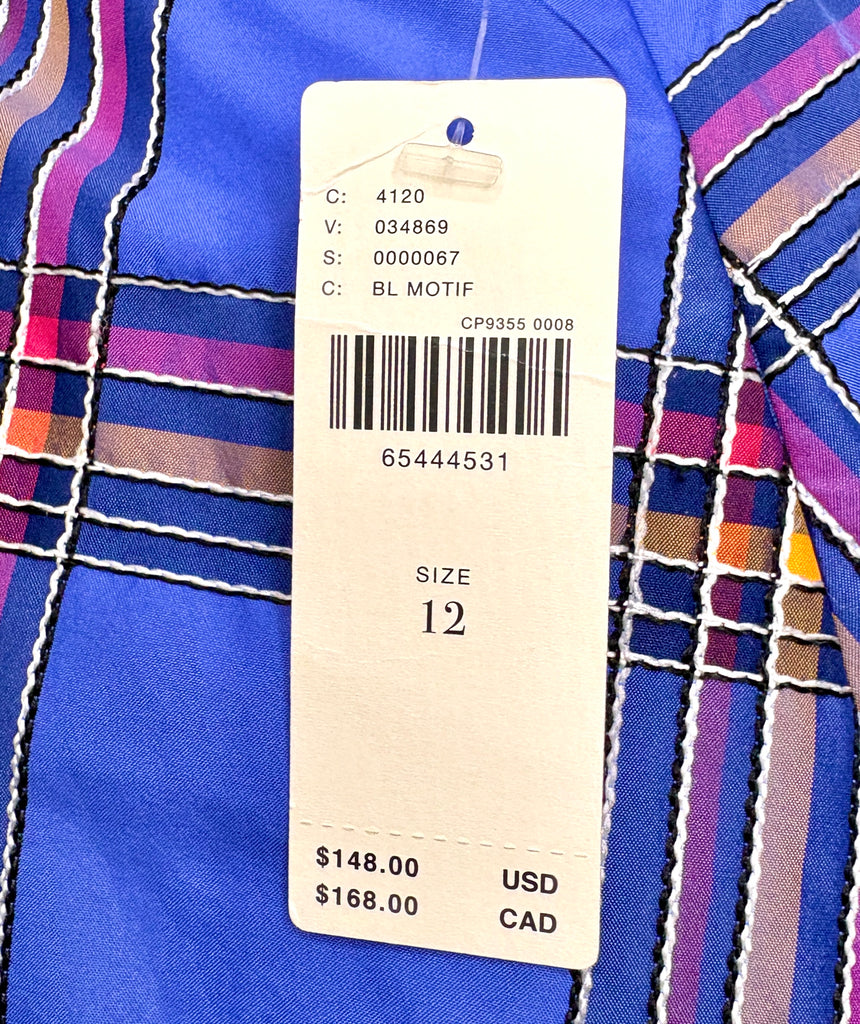 C: 4120
V: 034869
S: 0000067
C: BL MOTIF
CP9355 0008
65444531
SIZE
12
$148.00 USD
$168.00 CAD